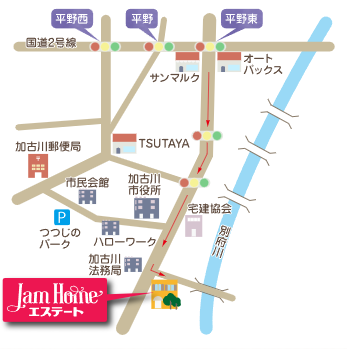 平野西
平野
平野東
国道2号線
サンマルク
オート
バックス
TSUTAYA
加古川郵便局
市民会館
加古川
市役所
宅建協会
P
つつじの
パーク
ハローワーク
別府川
加古川
法務局
Jam Home
エステート